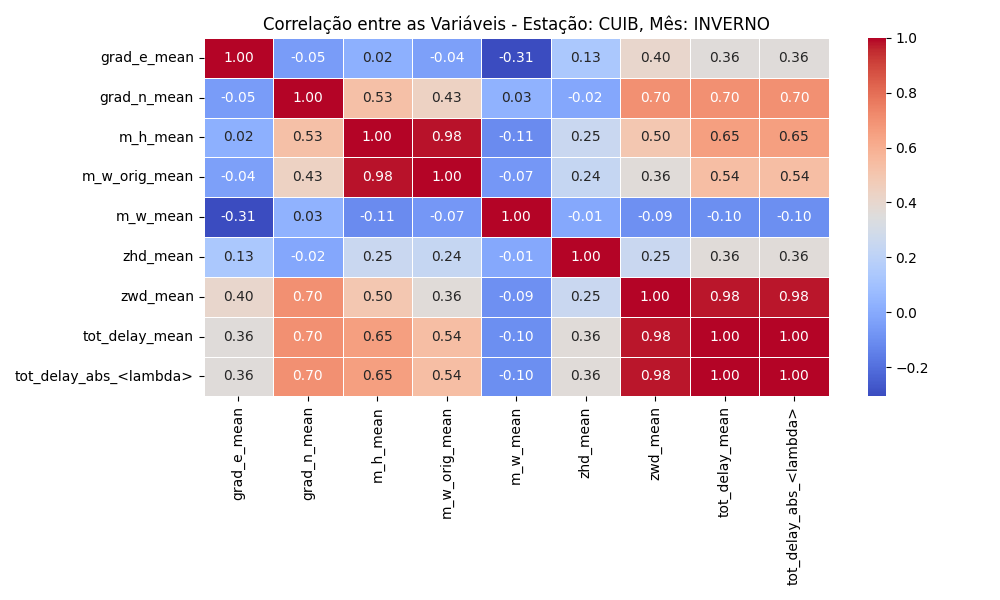 Correlação entre as Variáveis - Estação: CUIB, Mês: INVERNO
grad_e_mean 1.00 -0.05 0.02 -0.04 -0.31 0.13 0.40 0.36 0.36
grad_n_mean -0.05 1.00 0.53 0.43 0.03 -0.02 0.70 0.70 0.70
m_h_mean 0.02 0.53 1.00 0.98 -0.11 0.25 0.50 0.65 0.65
m_w_orig_mean -0.04 0.43 0.98 1.00 -0.07 0.24 0.36 0.54 0.54
m_w_mean -0.31 0.03 -0.11 -0.07 1.00 -0.01 -0.09 -0.10 -0.10
zhd_mean 0.13 -0.02 0.25 0.24 -0.01 1.00 0.25 0.36 0.36
zwd_mean 0.40 0.70 0.50 0.36 -0.09 0.25 1.00 0.98 0.98
tot_delay_mean 0.36 0.70 0.65 0.54 -0.10 0.36 0.98 1.00 1.00
tot_delay_abs_<lambda> 0.36 0.70 0.65 0.54 -0.10 0.36 0.98 1.00 1.00
grad_e_mean
grad_n_mean
m_h_mean
m_w_orig_mean
m_w_mean
zhd_mean
zwd_mean
tot_delay_mean
tot_delay_abs_<lambda>
1.0
0.8
0.6
0.4
0.2
0.0
−0.2